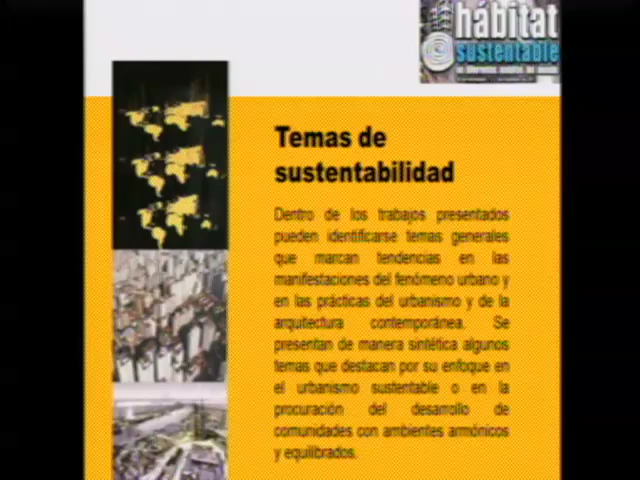 hábitat
sustentable
Temas de
sustentabilidad
Dentro de los trabajos presentados
pueden identificarse temas generales
que marcan tendencias en las
manifestaciones del fenómeno urbano y
en las prácticas del urbanismo y de la
arquitectura contemporánea. Se
presentan de manera sintética algunos
temas que destacan por su enfoque en
el urbanismo sustentable o en la
procuración del desarrollo de
comunidades con ambientes armónicos
y equilibrados.